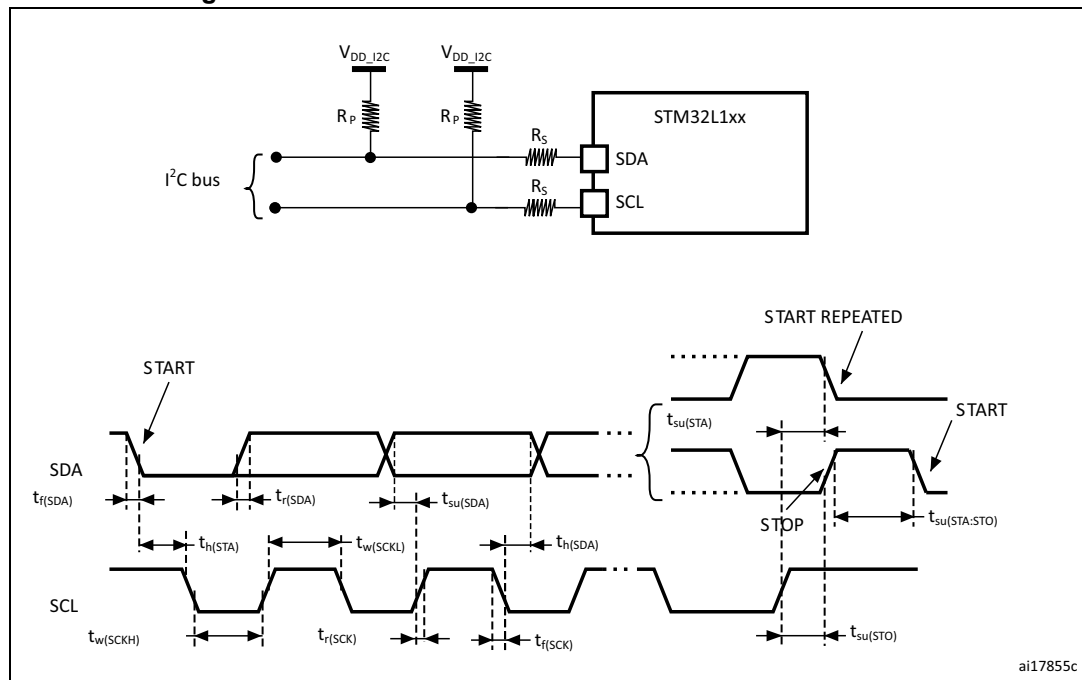 VDD_I2C VDD_I2C
RP RP
STM32L1xx
RS
SDA
I2C bus
RS
SCL
START REPEATED
START
tsu(STA)
START
SDA
tf(SDA)
tr(SDA)
tsu(SDA)
STOP
tsu(STA:STO)
th(STA)
tw(SCKL)
th(SDA)
SCL
tw(SCKH)
tr(SCK)
tf(SCK)
tsu(STO)
ai17855c